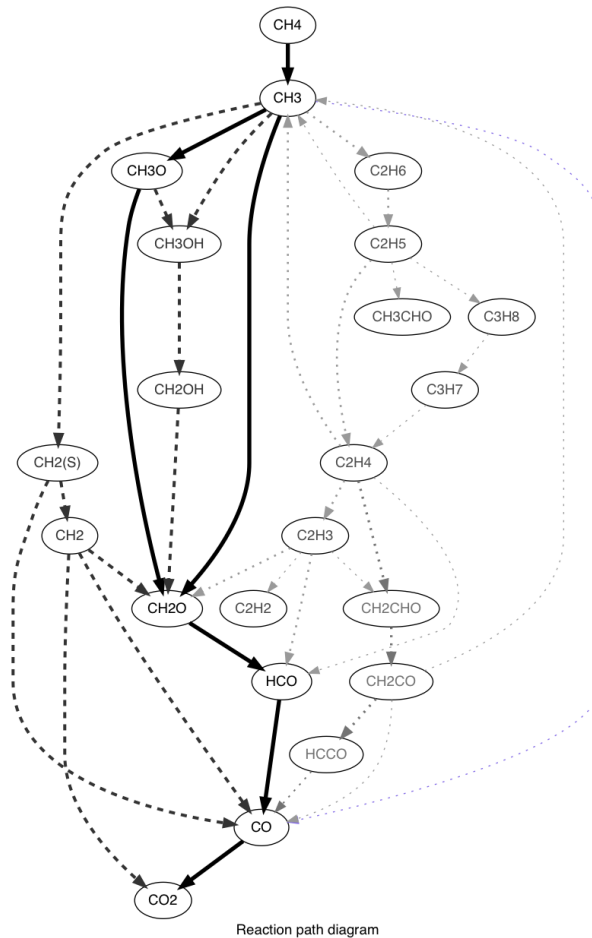 CH4
CH3
CH3O
C2H6
CH3OH
C2H5
CH3CHO
C3H8
CH2OH
C3H7
CH2(S)
C2H4
CH2
C2H3
CH2O
C2H2
CH2CHO
HCO
CH2CO
HCCO
CO
CO2
Reaction path diagram